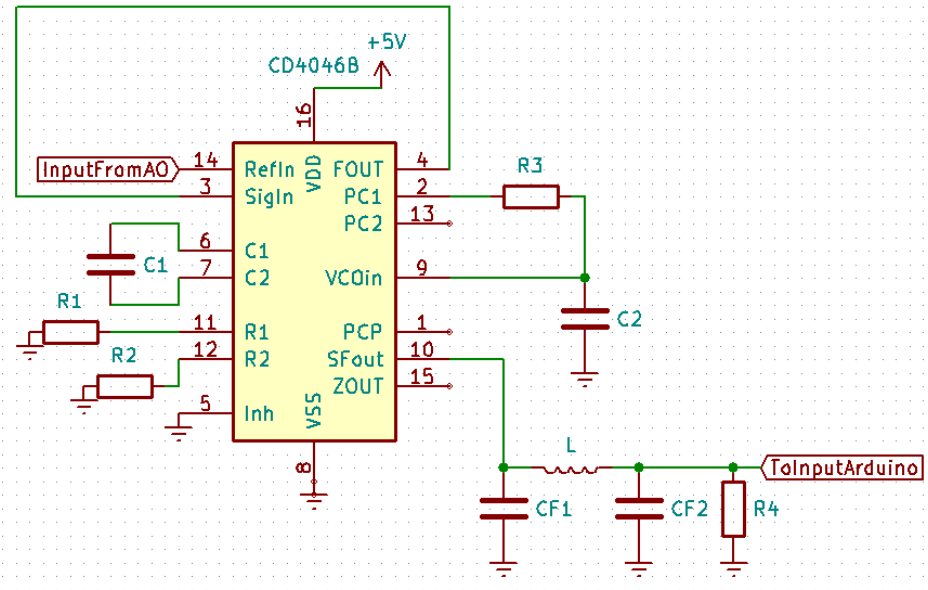 +5V
CD4046B
16
InputFromAO
14
RefIn
VDD
FOUT
4
R3
3
SigIn
PC1
2
PC2
13
6
C1
C1
7
C2
VCOin
9
R1
C2
11
R1
PCP
1
R2
12
R2
SFout
10
ZOUT
15
5
Inh
VSS
8
L
ToInputArduino
CF1
CF2
R4